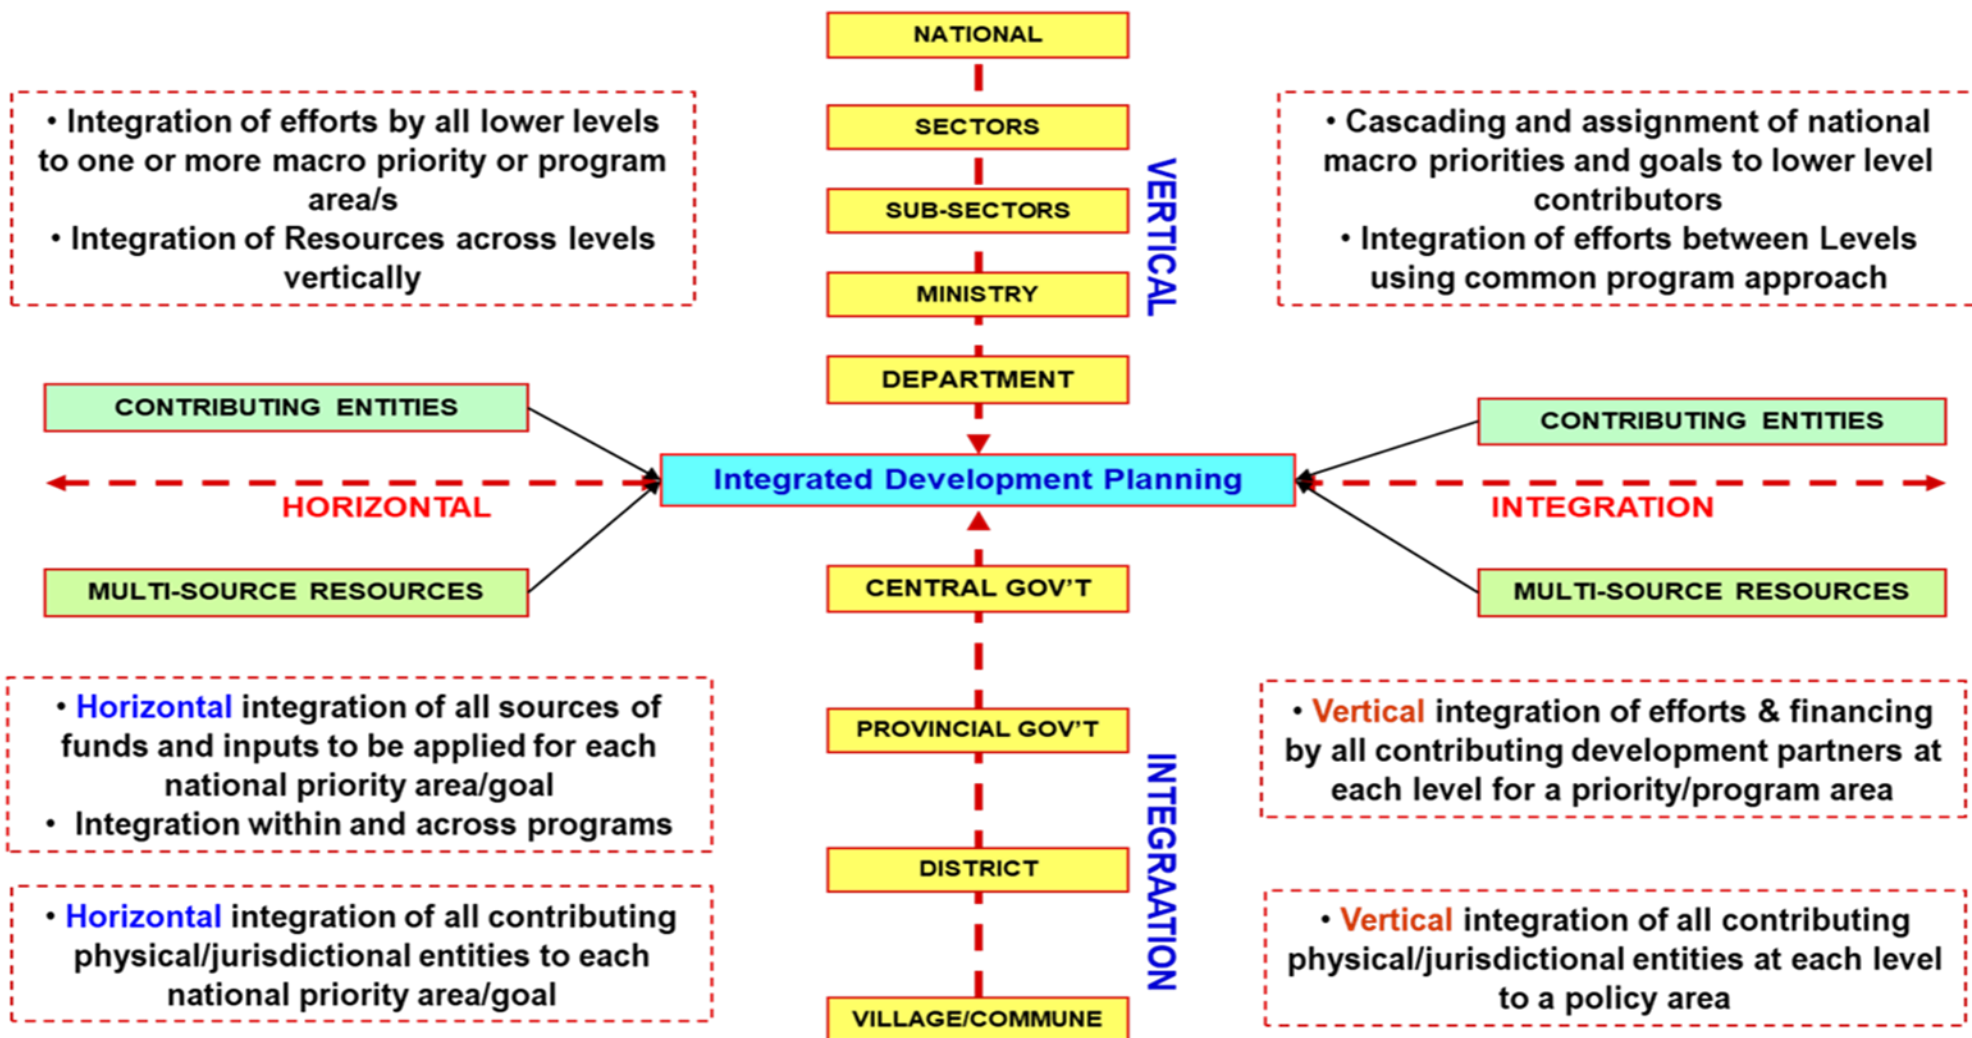 NATIONAL
• Integration of efforts by all lower levels
to one or more macro priority or program
area/s
• Integration of Resources across levels
vertically
SECTORS
SUB-SECTORS
MINISTRY
DEPARTMENT
VERTICAL
• Cascading and assignment of national
macro priorities and goals to lower level
contributors
• Integration of efforts between Levels
using common program approach
CONTRIBUTING ENTITIES
CONTRIBUTING ENTITIES
Integrated Development Planning
HORIZONTAL
INTEGRATION
MULTI-SOURCE RESOURCES
CENTRAL GOV'T
MULTI-SOURCE RESOURCES
• Horizontal integration of all sources of
funds and inputs to be applied for each
national priority area/goal
• Integration within and across programs
PROVINCIAL GOV'T
DISTRICT
INTEGRAATION
• Vertical integration of efforts & financing
by all contributing development partners at
each level for a priority/program area
• Horizontal integration of all contributing
physical/jurisdictional entities to each
national priority area/goal
VILLAGE/COMMUNE
• Vertical integration of all contributing
physical/jurisdictional entities at each level
to a policy area